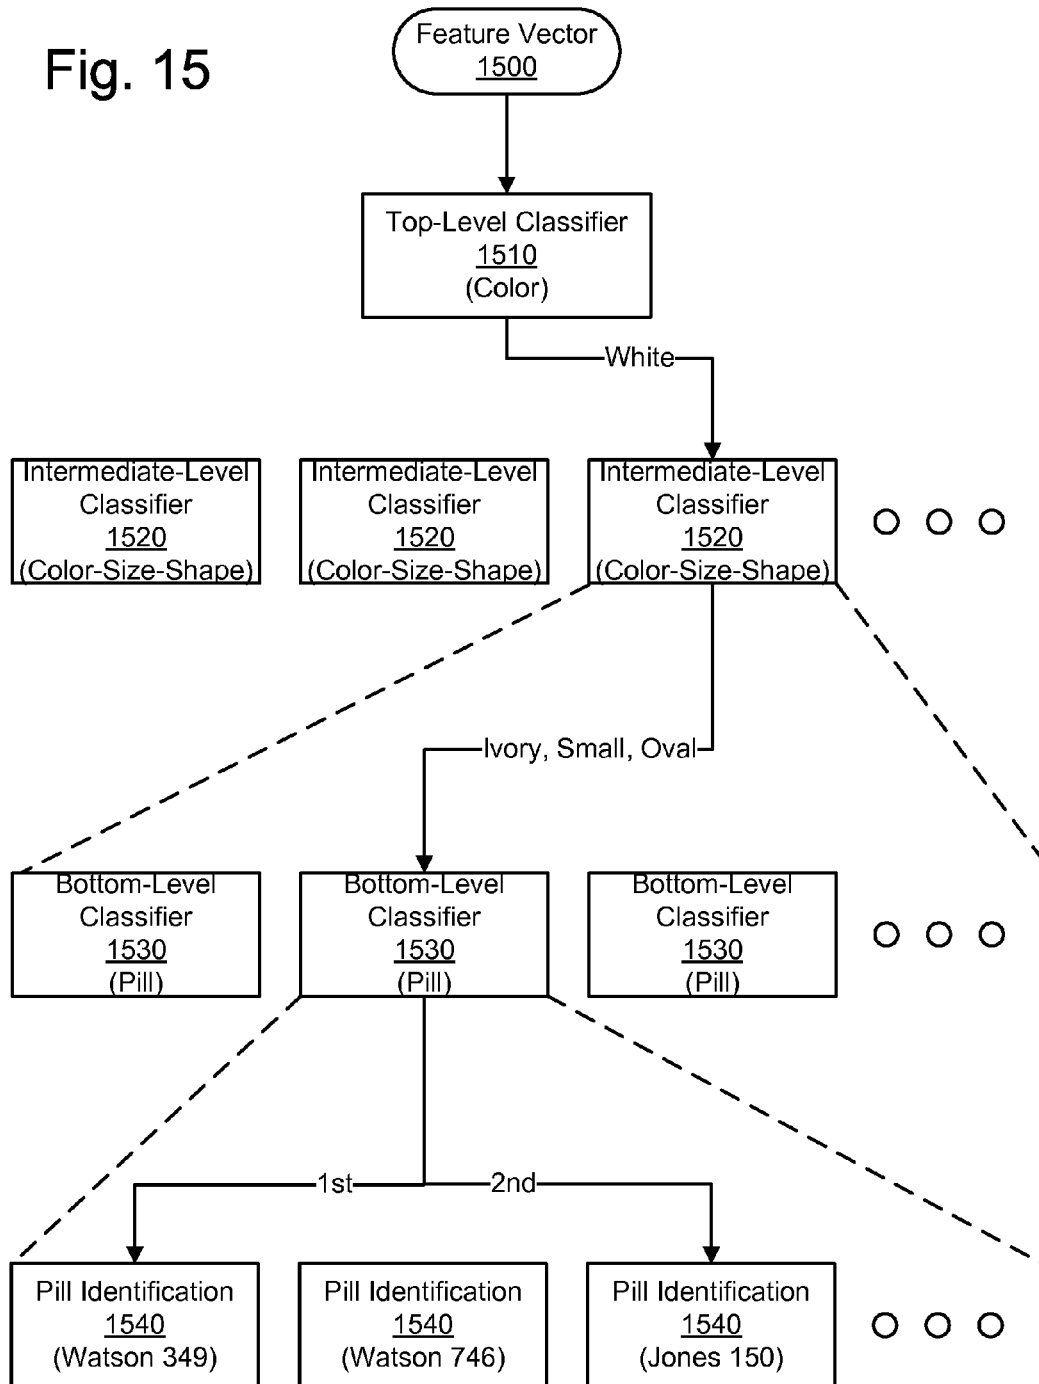 Fig. 15
Feature Vector
1500
Top-Level Classifier
1510
(Color)
White
Intermediate-Level
Classifier
1520
(Color-Size-Shape)
Intermediate-Level
Classifier
1520
(Color-Size-Shape)
Intermediate-Level
Classifier
1520
(Color-Size-Shape)
Ivory, Small, Oval
Bottom-Level
Classifier
1530
(Pill)
Bottom-Level
Classifier
1530
(Pill)
Bottom-Level
Classifier
1530
(Pill)
1st
2nd
Pill Identification
1540
(Watson 349)
Pill Identification
1540
(Watson 746)
Pill Identification
1540
(Jones 150)